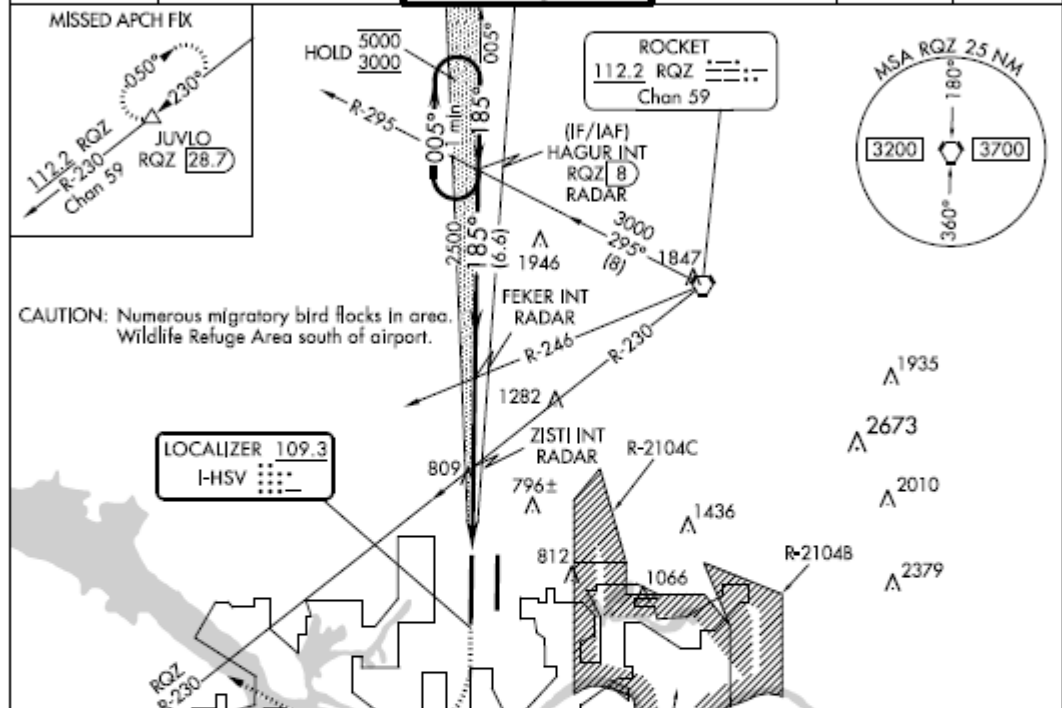 MISSED APCH FIX
050°
230°
JUVLO
RQZ 28.7
112.2 RQZ
R-230
Chan 59
HOLD 5000
3000
005°
185°
005°
1 min
R-295
ROCKET
112.2 RQZ
Chan 59
(IF/IAF)
HAGUR INT
RQZ 8
RADAR
MSA RQZ 25 NM
180°
3200
3700
360°
2500
185°
(6.6)
3000
295°
(8)
1946
1847
CAUTION: Numerous migratory bird flocks in area.
Wildlife Refuge Area south of airport.
FEKER INT
RADAR
R-246
R-230
1282
1935
2673
LOCALIZER 109.3
I-HSV
809
ZISTI INT
RADAR
R-2104C
796±
1436
2010
812
1066
R-2104B
2379
RQZ
R-230